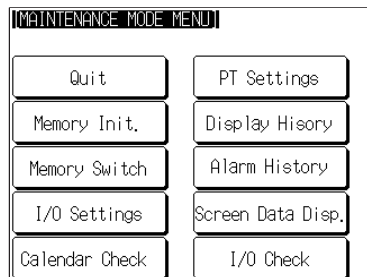 [MAINTENANCE MODE MENU]
Quit
PT Settings
Memory Init.
Display Hisory
Memory Switch
Alarm History
I/O Settings
Screen Data Disp.
Calendar Check
I/O Check